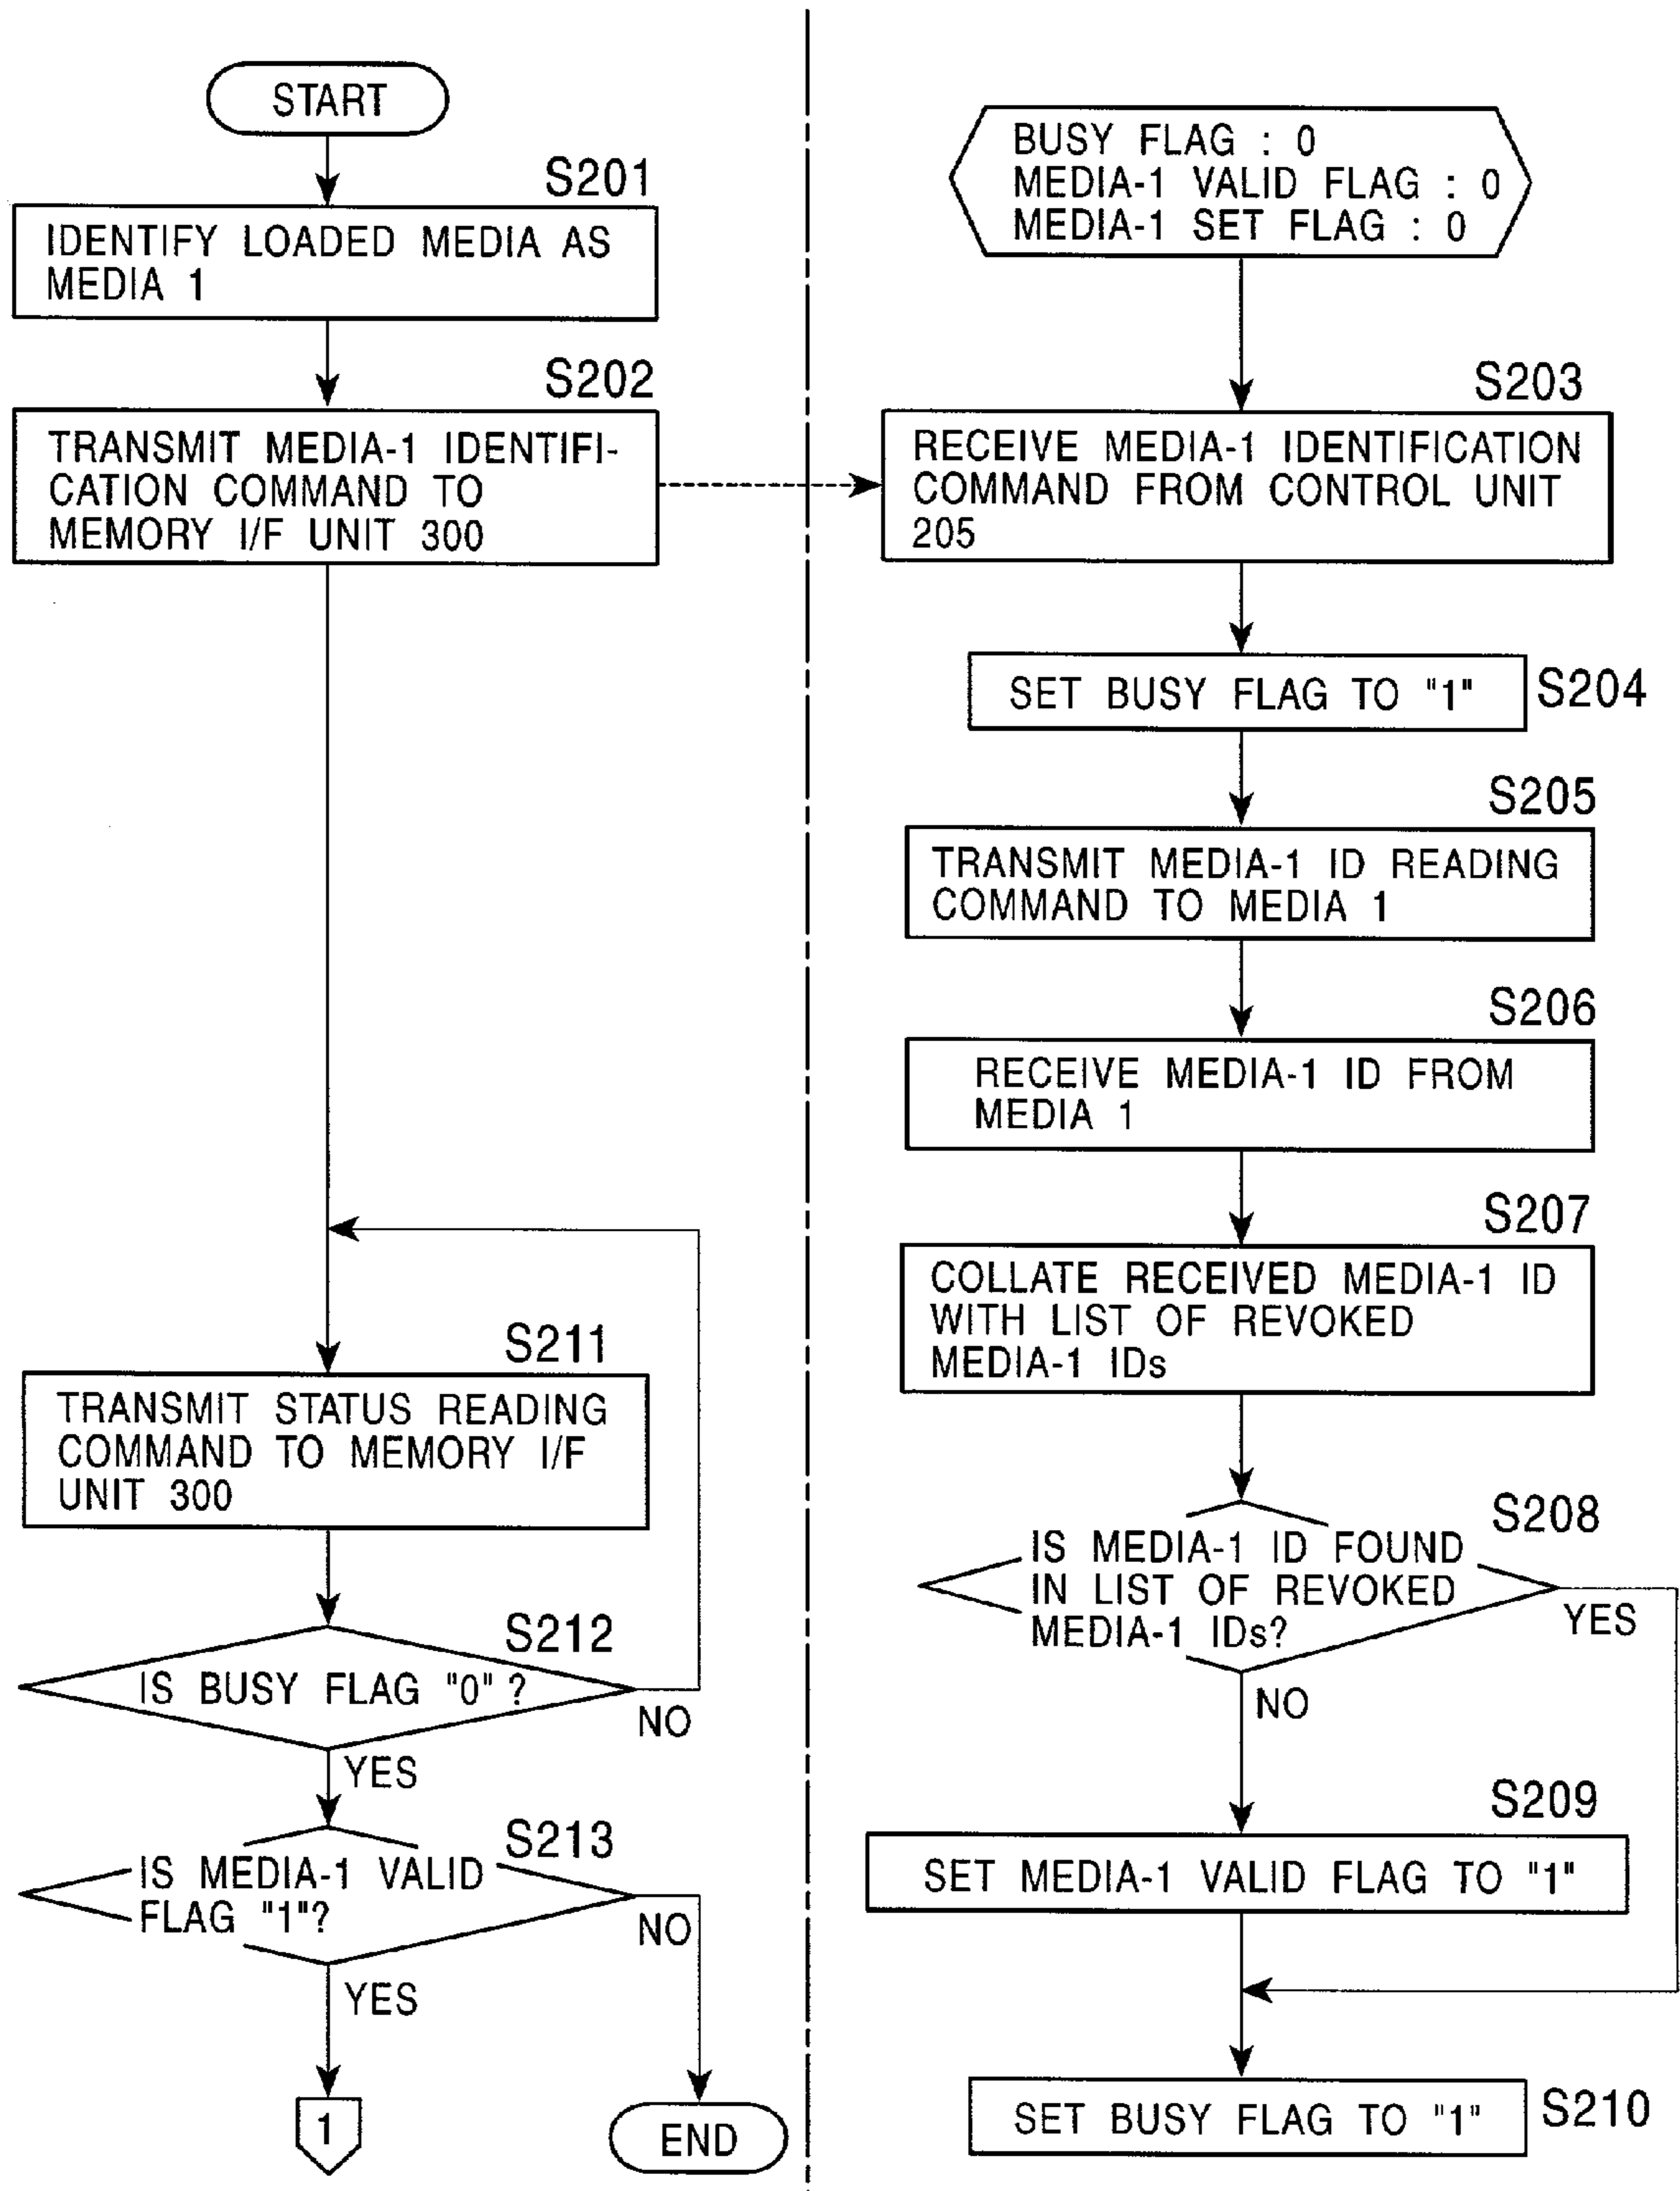 START
S201
IDENTIFY LOADED MEDIA AS
MEDIA 1
S202
TRANSMIT MEDIA-1 IDENTIFI-
CATION COMMAND TO
MEMORY I/F UNIT 300
S211
TRANSMIT STATUS READING
COMMAND TO MEMORY I/F
UNIT 300
S212
IS BUSY FLAG "0" ?
NO
YES
S213
IS MEDIA-1 VALID
FLAG "1"?
NO
YES
1
END
BUSY FLAG : 0
MEDIA-1 VALID FLAG : 0
MEDIA-1 SET FLAG : 0
S203
RECEIVE MEDIA-1 IDENTIFICATION
COMMAND FROM CONTROL UNIT
205
SET BUSY FLAG TO "1"
S204
S205
TRANSMIT MEDIA-1 ID READING
COMMAND TO MEDIA 1
S206
RECEIVE MEDIA-1 ID FROM
MEDIA 1
S207
COLLATE RECEIVED MEDIA-1 ID
WITH LIST OF REVOKED
MEDIA-1 IDs
S208
IS MEDIA-1 ID FOUND
IN LIST OF REVOKED
MEDIA-1 IDs?
YES
NO
S209
SET MEDIA-1 VALID FLAG TO "1"
SET BUSY FLAG TO "1"
S210